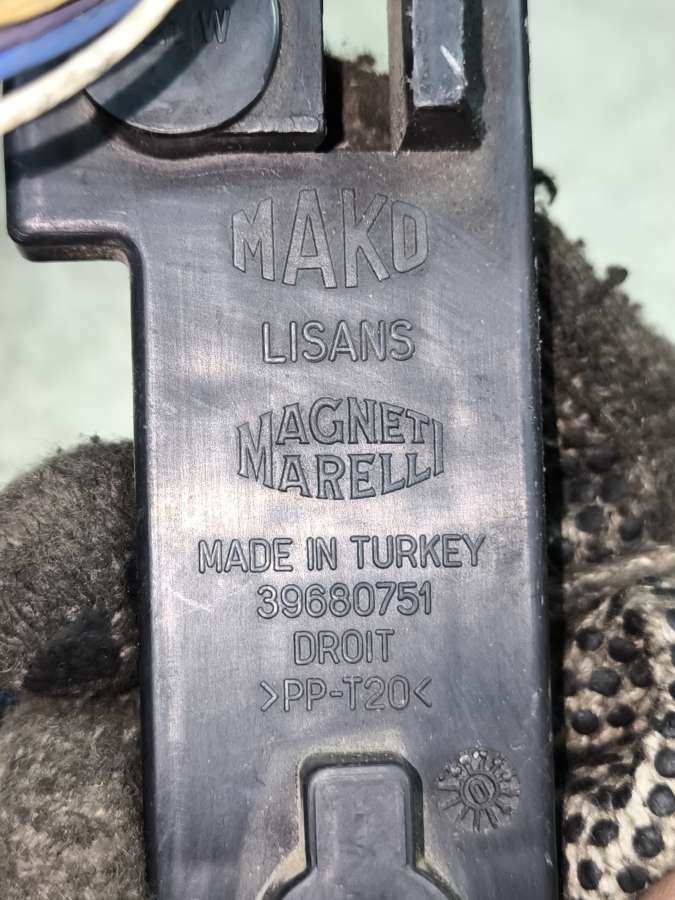 W
MAKO
LISANS
MAGNETI
MARELLI
MADE IN TURKEY
39680751
DROIT
>PP-T20<